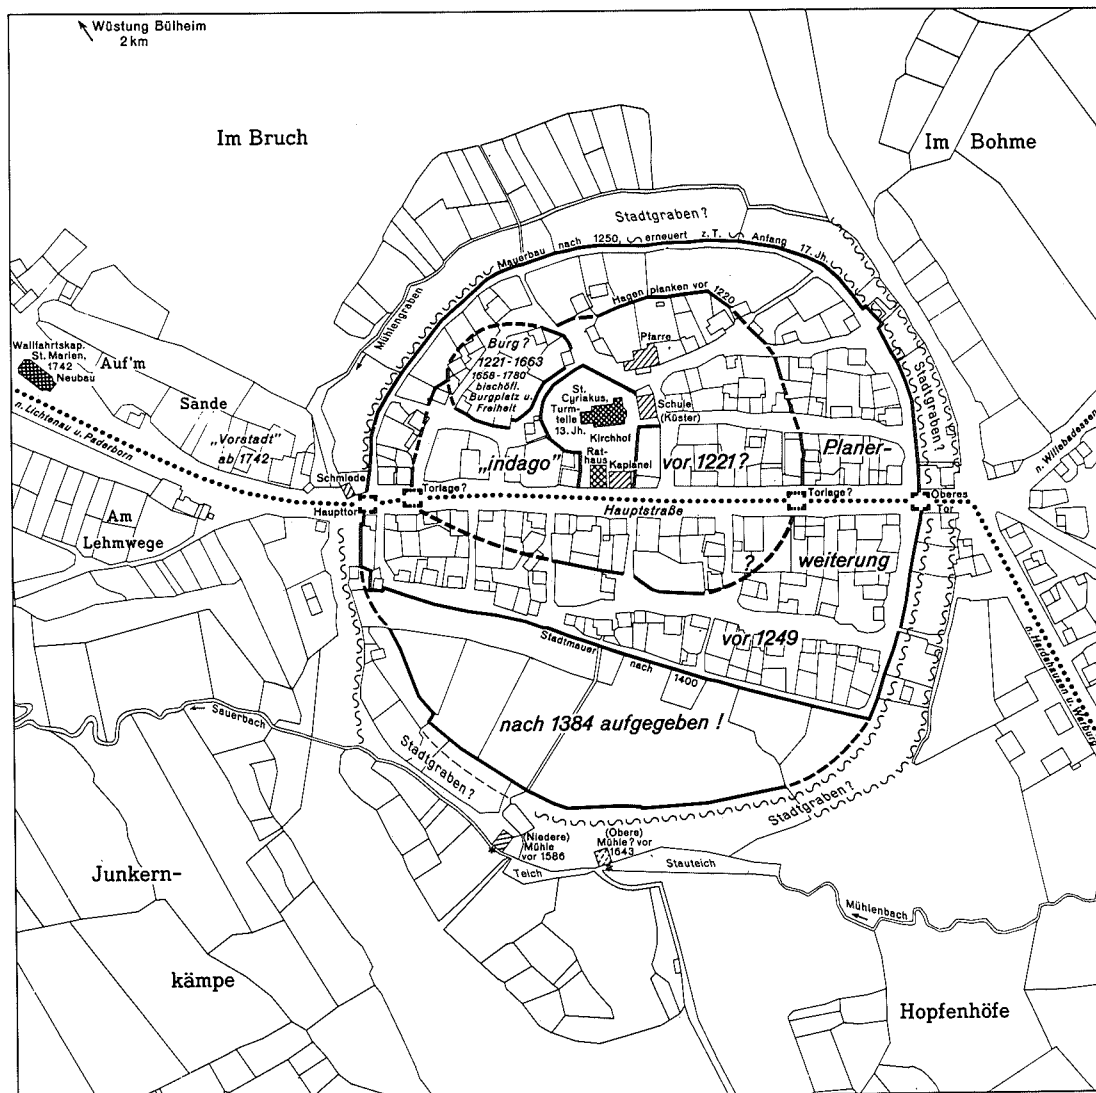 Wüstung Bülheim
2 km
Im Bruch
Im Bohme
Stadtgraben?
Mauerbau nach 1250, erneuert z.T. Anfang 17. Jh.
Mühlengraben
Hagen planken vor 1220
Burg?
1221-1663
1658-1780
bischöfl.
Burgplatz u.
Freiheit
Pfarre
St.
Cyriakus,
Turm-
teile
13. Jh.
Kirchhof
Schule
(Küster)
Rat-
haus
Kaplanei
Wallfahrtskap.
St. Marien,
1742
Neubau
Auf'm
Sande
„Vorstadt"
ab 1742
n. Lichtenau u. Paderborn
Schmiede
Haupttor
Torlage?
„indago"
vor 1221?
Planer-
Stadtgraben?
n. Willebadessen
Torlage?
Oberes
Tor
Hauptstraße
Am
Lehmwege
?
weiterung
vor 1249
n. Hardehausen u. Warburg
Stadtmauer nach 1400
nach 1384 aufgegeben !
Sauerbach
Stadtgraben?
Stadtgraben?
(Niedere)
Mühle
vor 1586
(Obere)
Mühle? vor
1643
Teich
Stauteich
Mühlenbach
Junkern-
kämpe
Hopfenhöfe